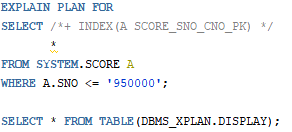 EXPLAIN PLAN FOR
SELECT /*+ INDEX(A SCORE_SNO_CNO_PK) */
*
FROM SYSTEM.SCORE A
WHERE A.SNO <= '950000';
SELECT * FROM TABLE(DBMS_XPLAN.DISPLAY);